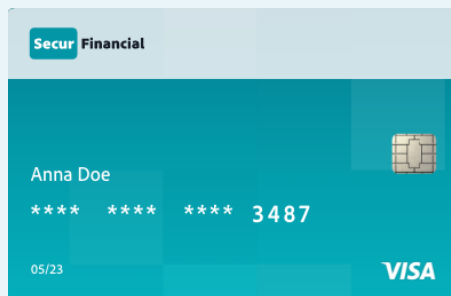 Secur Financial
Anna Doe
**** **** **** 3487
05/23
VISA